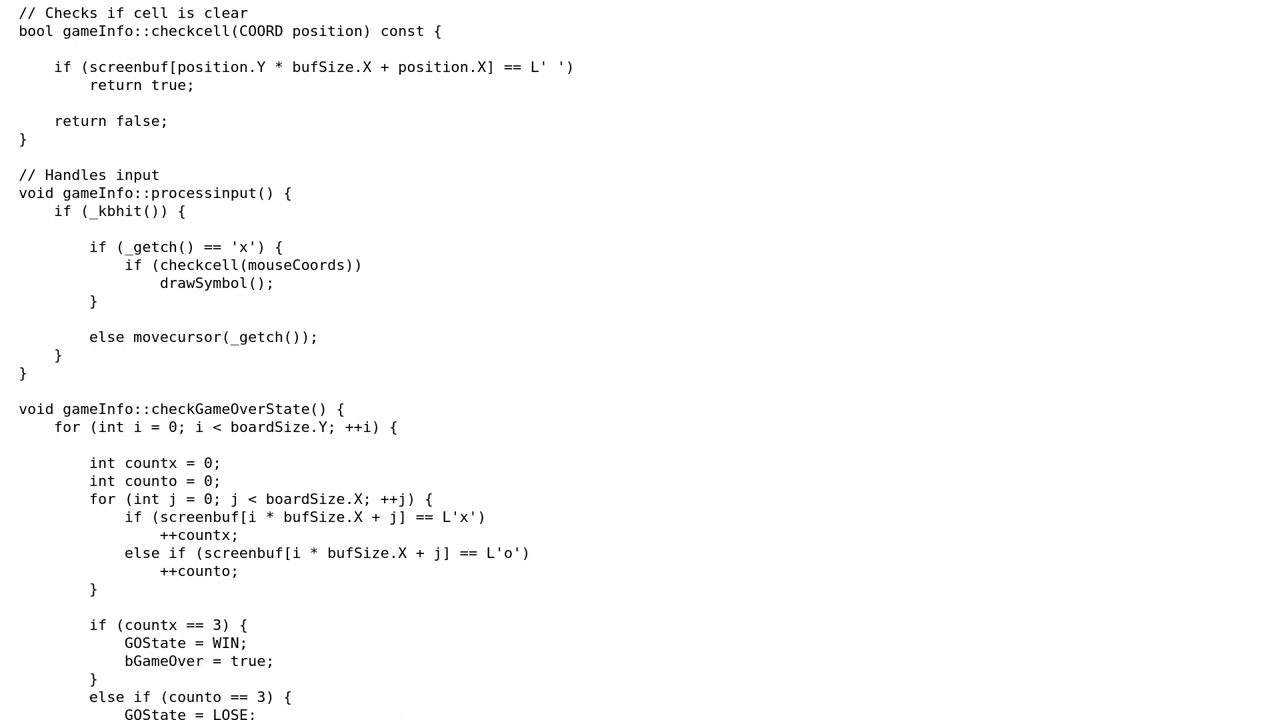 // Checks if cell is clear
bool gameInfo::checkcell(COORD position) const {
if (screenbuf[position.Y * bufSize.X + position.X] == L' ')
return true;
return false;
}
// Handles input
void gameInfo::processinput() {
if (_kbhit()) {
if (_getch() == 'x') {
if (checkcell(mouseCoords))
drawSymbol();
}
else movecursor(_getch());
}
}
void gameInfo::checkGameOverState() {
for (int i = 0; i < boardSize.Y; ++i) {
int countx = 0;
int counto = 0;
for (int j = 0; j < boardSize.X; ++j) {
if (screenbuf[i * bufSize.X + j] == L'x')
++countx;
else if (screenbuf[i * bufSize.X + j] == L'o')
++counto;
}
if (countx == 3) {
GOState = WIN;
bGameOver = true;
}
else if (counto == 3) {
GOState = LOSE;